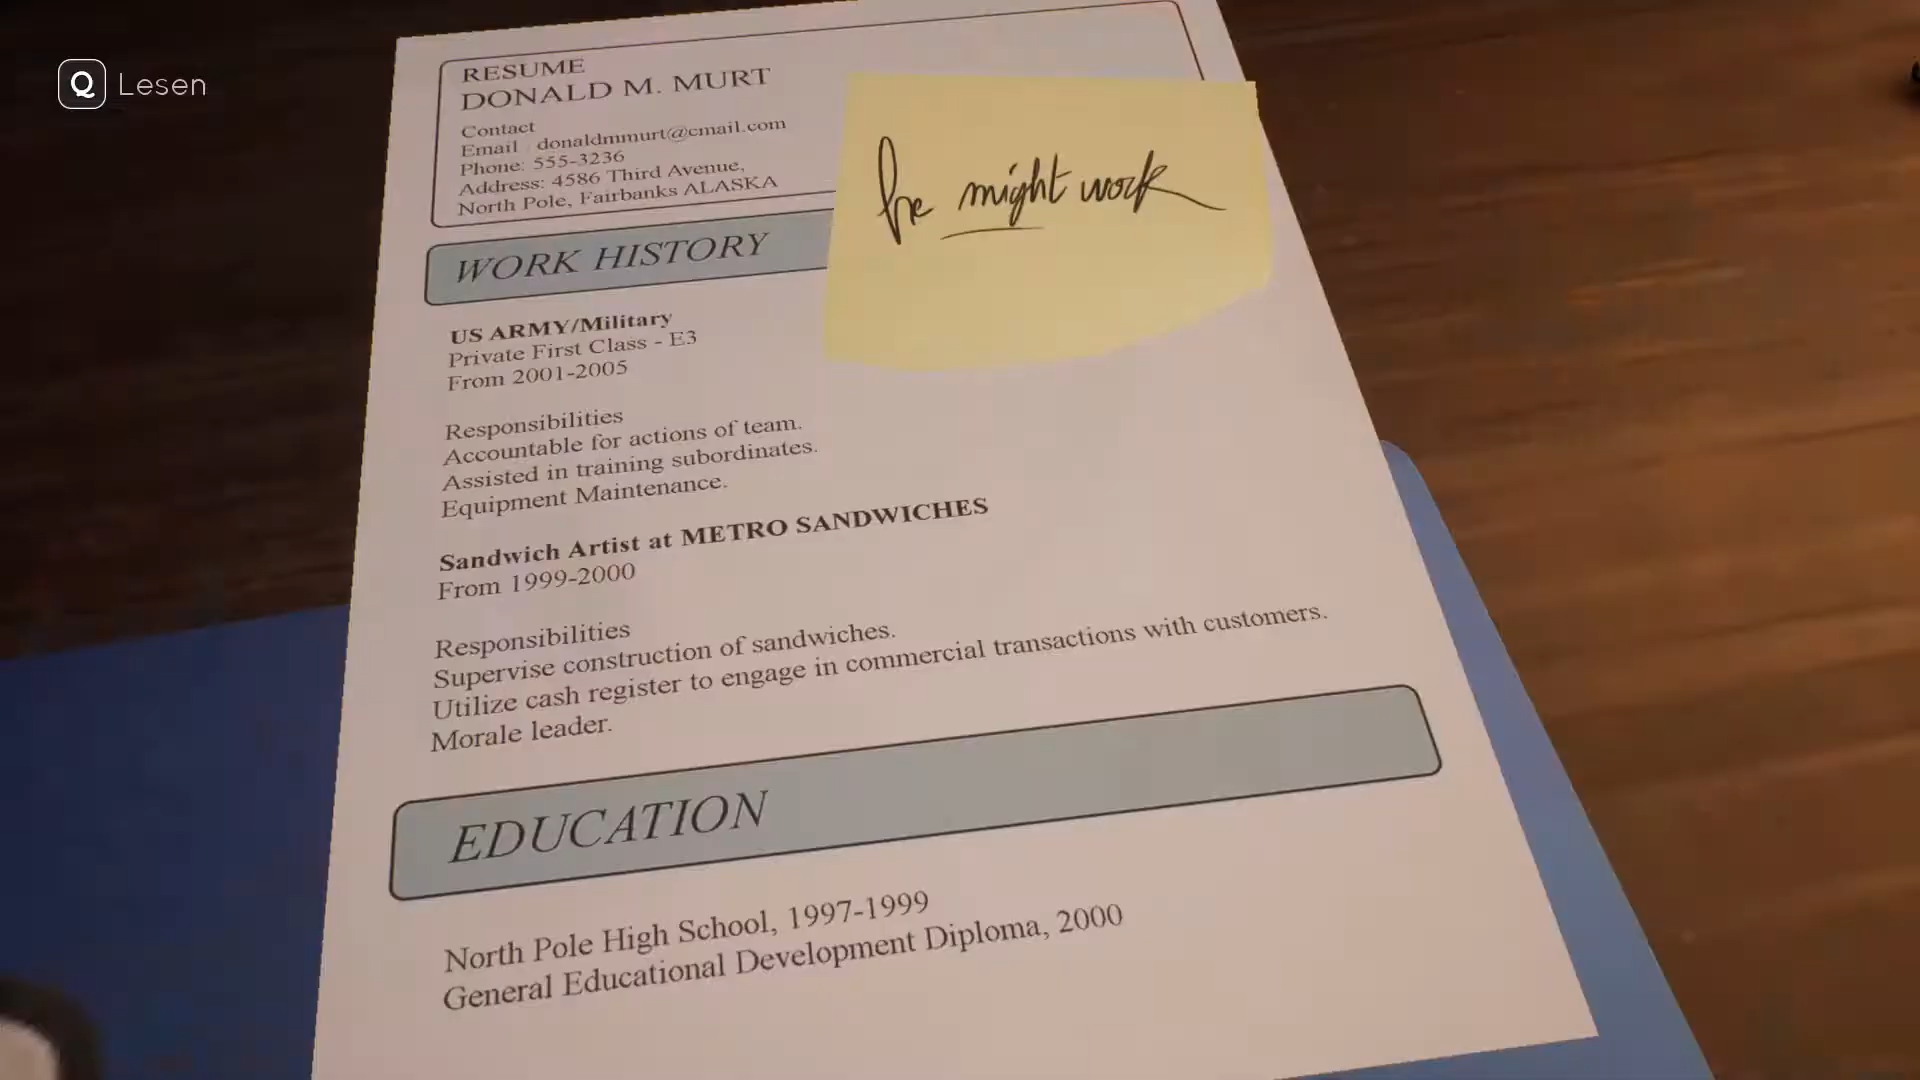 Q Lesen
RESUME
DONALD M. MURT
Contact
Email : donaldmmurt@cmail.com
Phone: 555-3236
Address: 4586 Third Avenue,
North Pole, Fairbanks ALASKA
he might work
WORK HISTORY
US ARMY/Military
Private First Class - E3
From 2001-2005
Responsibilities
Accountable for actions of team.
Assisted in training subordinates.
Equipment Maintenance.
Sandwich Artist at METRO SANDWICHES
From 1999-2000
Responsibilities
Supervise construction of sandwiches.
Utilize cash register to engage in commercial transactions with customers.
Morale leader.
EDUCATION
North Pole High School, 1997-1999
General Educational Development Diploma, 2000